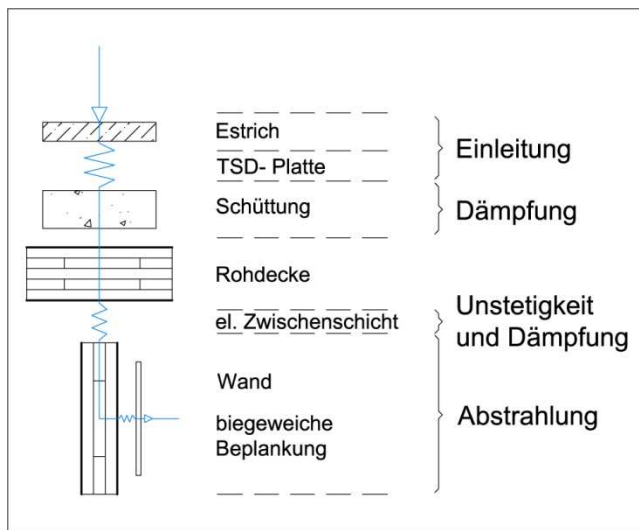 Estrich
TSD- Platte
Einleitung
Schüttung
Dämpfung
Rohdecke
el. Zwischenschicht
Unstetigkeit
und Dämpfung
Wand
biegeweiche
Beplankung
Abstrahlung